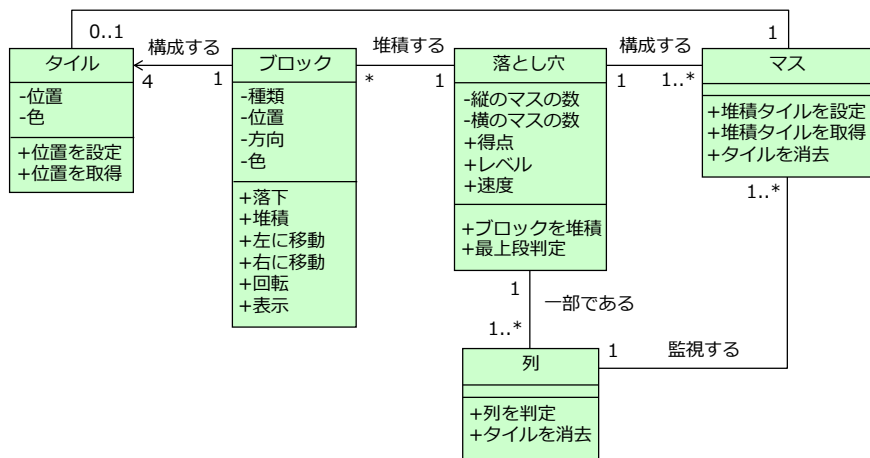 0..1
1
タイル
-位置
-色
+位置を設定
+位置を取得
構成する
4
1
ブロック
-種類
-位置
-方向
-色
+落下
+堆積
+左に移動
+右に移動
+回転
+表示
堆積する
*
1
落とし穴
-縦のマスの数
-横のマスの数
+得点
+レベル
+速度
+ブロックを堆積
+最上段判定
構成する
1
1..*
マス
+堆積タイルを設定
+堆積タイルを取得
+タイルを消去
1..*
1
一部である
1..*
列
+列を判定
+タイルを消去
1
監視する